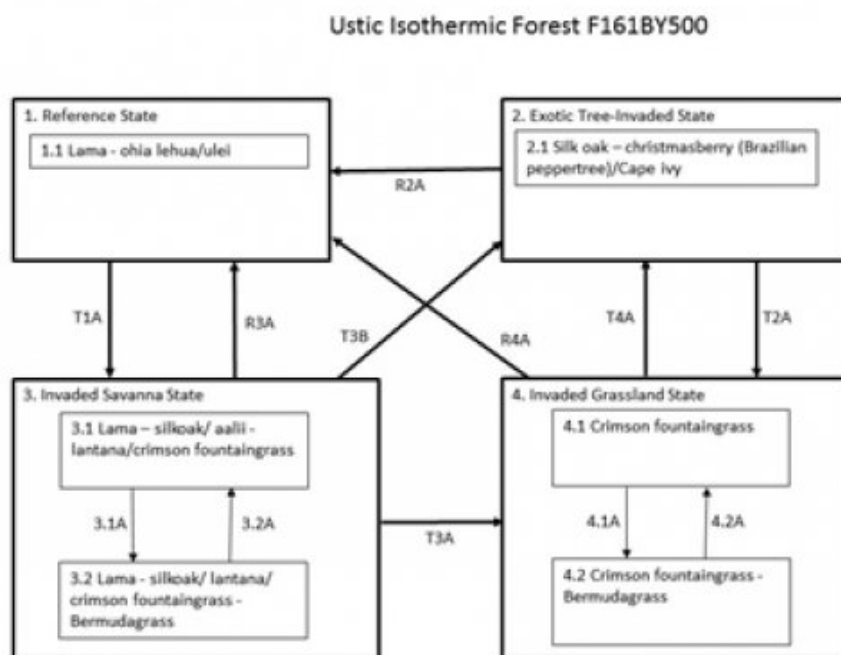 Ustic Isothermic Forest F161BY500
1. Reference State
1.1 Lama - ohia lehua/ulei
2. Exotic Tree-Invaded State
2.1 Silk oak – christmasberry (Brazilian
peppertree)/Cape ivy
R2A
T1A
R3A
T3B
R4A
T4A
T2A
3. Invaded Savanna State
3.1 Lama – silkoak/ aalii -
lantana/crimson fountaingrass
3.1A
3.2A
3.2 Lama - silkoak/ lantana/
crimson fountaingrass -
Bermudagrass
T3A
4. Invaded Grassland State
4.1 Crimson fountaingrass
4.1A
4.2A
4.2 Crimson fountaingrass -
Bermudagrass